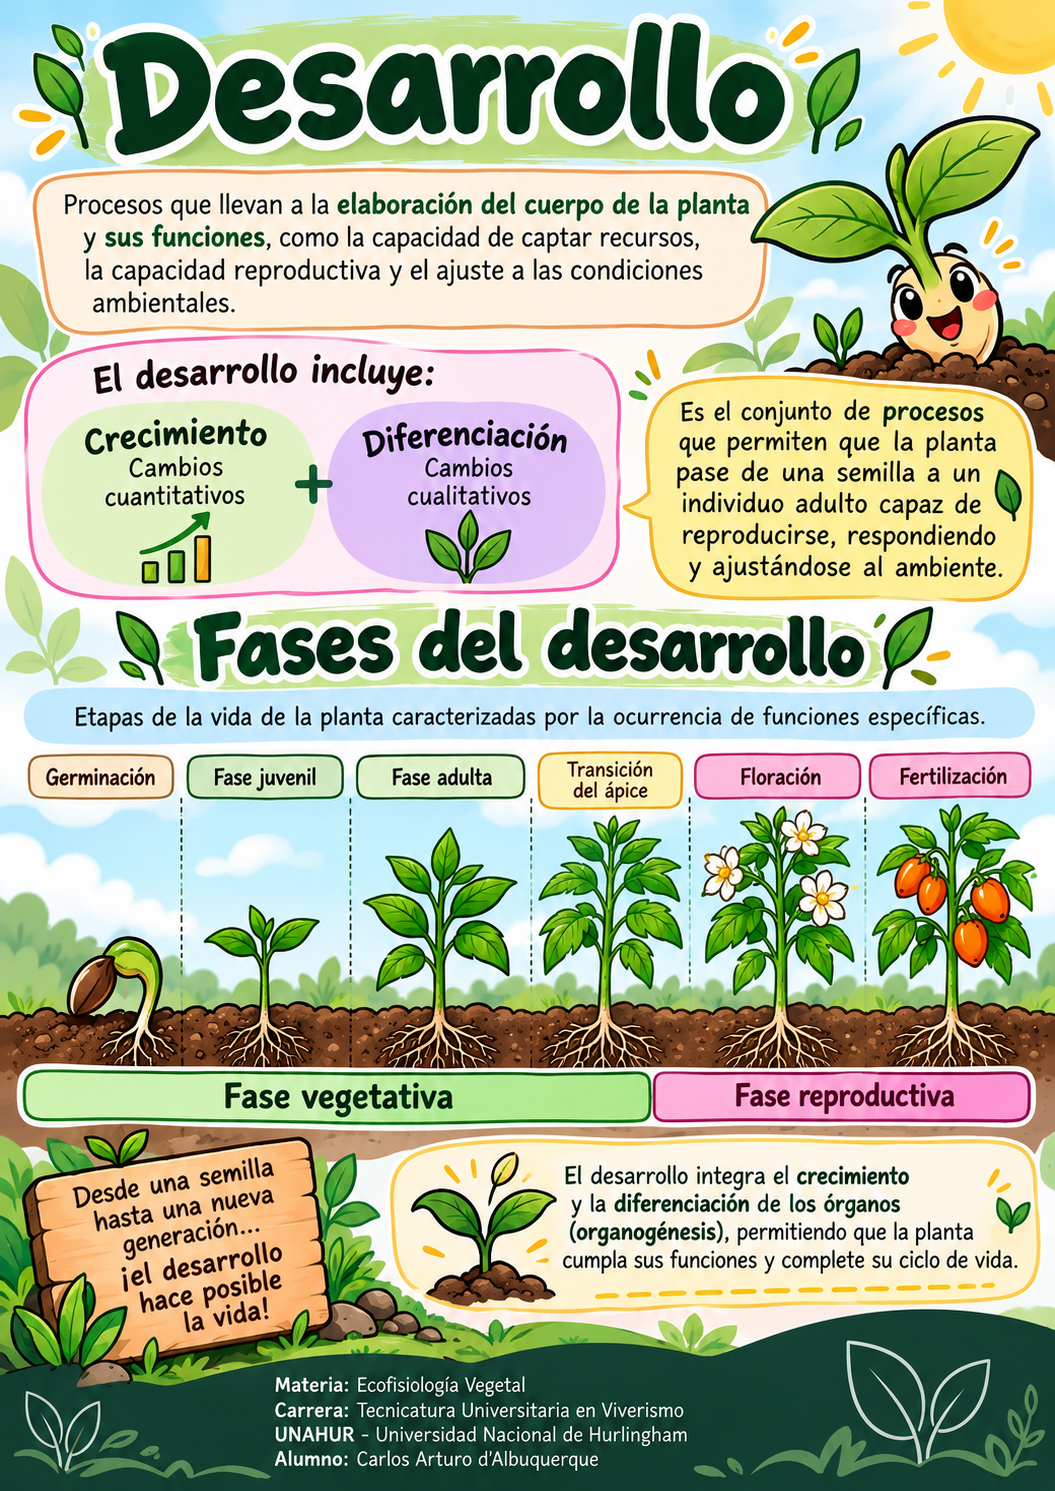 Desarrollo
Procesos que llevan a la elaboración del cuerpo de la planta
y sus funciones, como la capacidad de captar recursos,
la capacidad reproductiva y el ajuste a las condiciones
ambientales.
El desarrollo incluye:
Crecimiento
Cambios
cuantitativos
+
Diferenciación
Cambios
cualitativos
Es el conjunto de procesos
que permiten que la planta
pase de una semilla a un
individuo adulto capaz de
reproducirse, respondiendo
y ajustándose al ambiente.
Fases del desarrollo
Etapas de la vida de la planta caracterizadas por la ocurrencia de funciones específicas.
Germinación
Fase juvenil
Fase adulta
Transición
del ápice
Floración
Fertilización
Fase vegetativa
Fase reproductiva
Desde una semilla
hasta una nueva
generación...
¡el desarrollo
hace posible
la vida!
El desarrollo integra el crecimiento
y la diferenciación de los órganos
(organogénesis), permitiendo que la planta
cumpla sus funciones y complete su ciclo de vida.
Materia: Ecofisiología Vegetal
Carrera: Tecnicatura Universitaria en Viverismo
UNAHUR - Universidad Nacional de Hurlingham
Alumno: Carlos Arturo d'Albuquerque